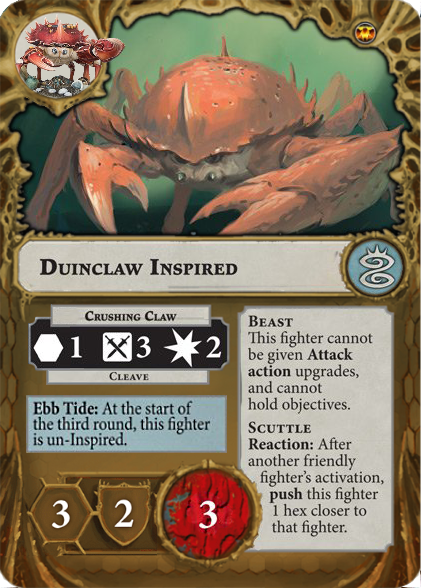 DUINCLAW INSPIRED
CRUSHING CLAW
1 3 2
CLEAVE
Ebb Tide: At the start of
the third round, this fighter
is un-Inspired.
BEAST
This fighter cannot
be given Attack
action upgrades,
and cannot
hold objectives.
SCUTTLE
Reaction: After
another friendly
fighter's activation,
push this fighter
1 hex closer to
that fighter.
3 2 3